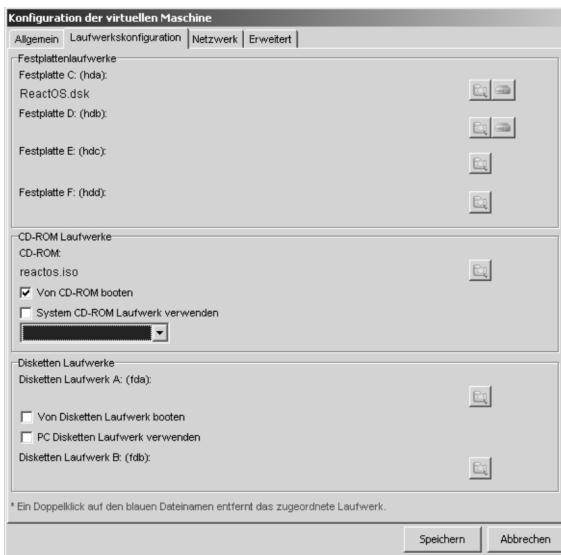 Konfiguration der virtuellen Maschine
Allgemein Laufwerkskonfiguration Netzwerk Erweitert
Festplattenlaufwerke
Festplatte C: (hda):
ReactOS.dsk
Festplatte D: (hdb):
Festplatte E: (hdc):
Festplatte F: (hdd):
CD-ROM Laufwerke
CD-ROM:
reactos.iso
Von CD-ROM booten
System CD-ROM Laufwerk verwenden
Disketten Laufwerke
Disketten Laufwerk A: (fda):
Von Disketten Laufwerk booten
PC Disketten Laufwerk verwenden
Disketten Laufwerk B: (fdb):
* Ein Doppelklick auf den blauen Dateinamen entfernt das zugeordnete Laufwerk.
Speichern Abbrechen